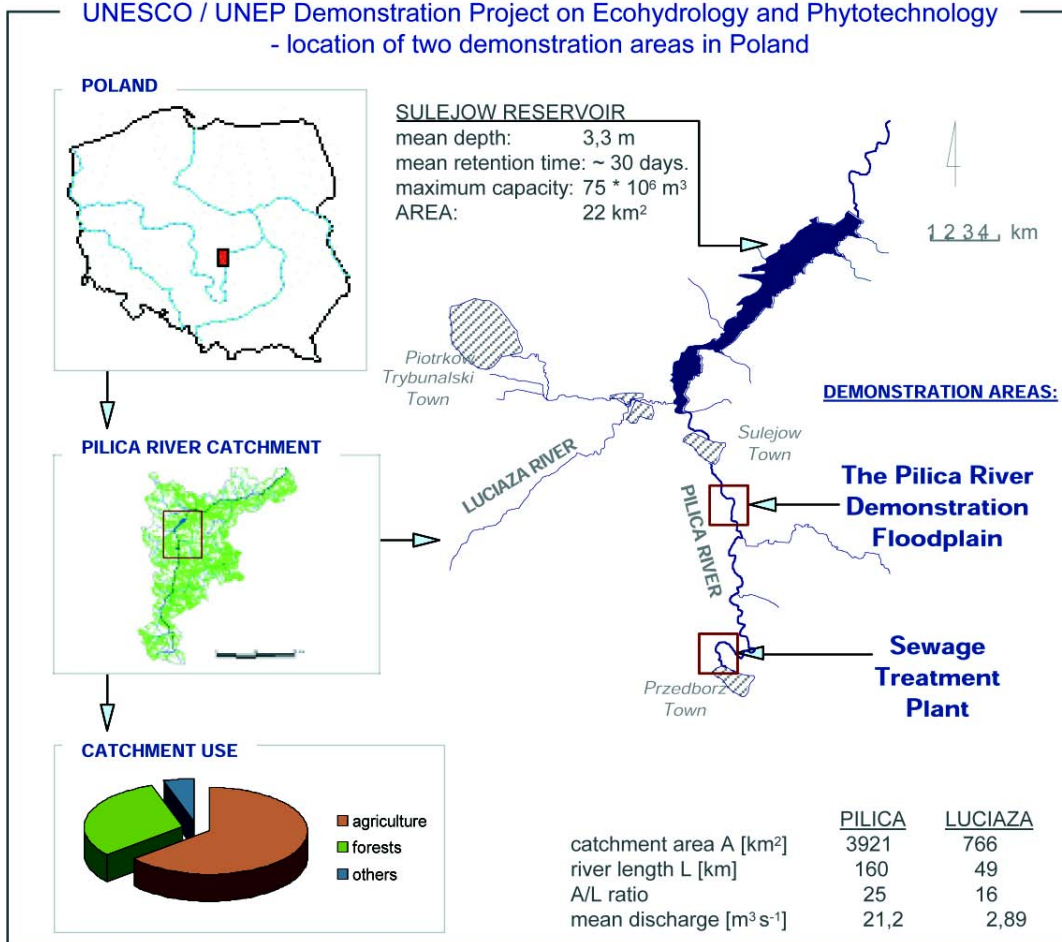 UNESCO / UNEP Demonstration Project on Ecohydrology and Phytotechnology
- location of two demonstration areas in Poland
POLAND
SULEJOW RESERVOIR
mean depth: 3,3 m
mean retention time: ~ 30 days.
maximum capacity: 75 * 10⁶ m³
AREA: 22 km²
1 2 3 4 km
Piotrkow
Trybunalski
Town
DEMONSTRATION AREAS:
Sulejow
Town
PILICA RIVER CATCHMENT
LUCIAZA RIVER
PILICA RIVER
The Pilica River
Demonstration
Floodplain
Sewage
Treatment
Plant
Przedborz
Town
CATCHMENT USE
agriculture
forests
others
PILICA LUCIAZA
catchment area A [km²] 3921 766
river length L [km] 160 49
A/L ratio 25 16
mean discharge [m³ s⁻¹] 21,2 2,89